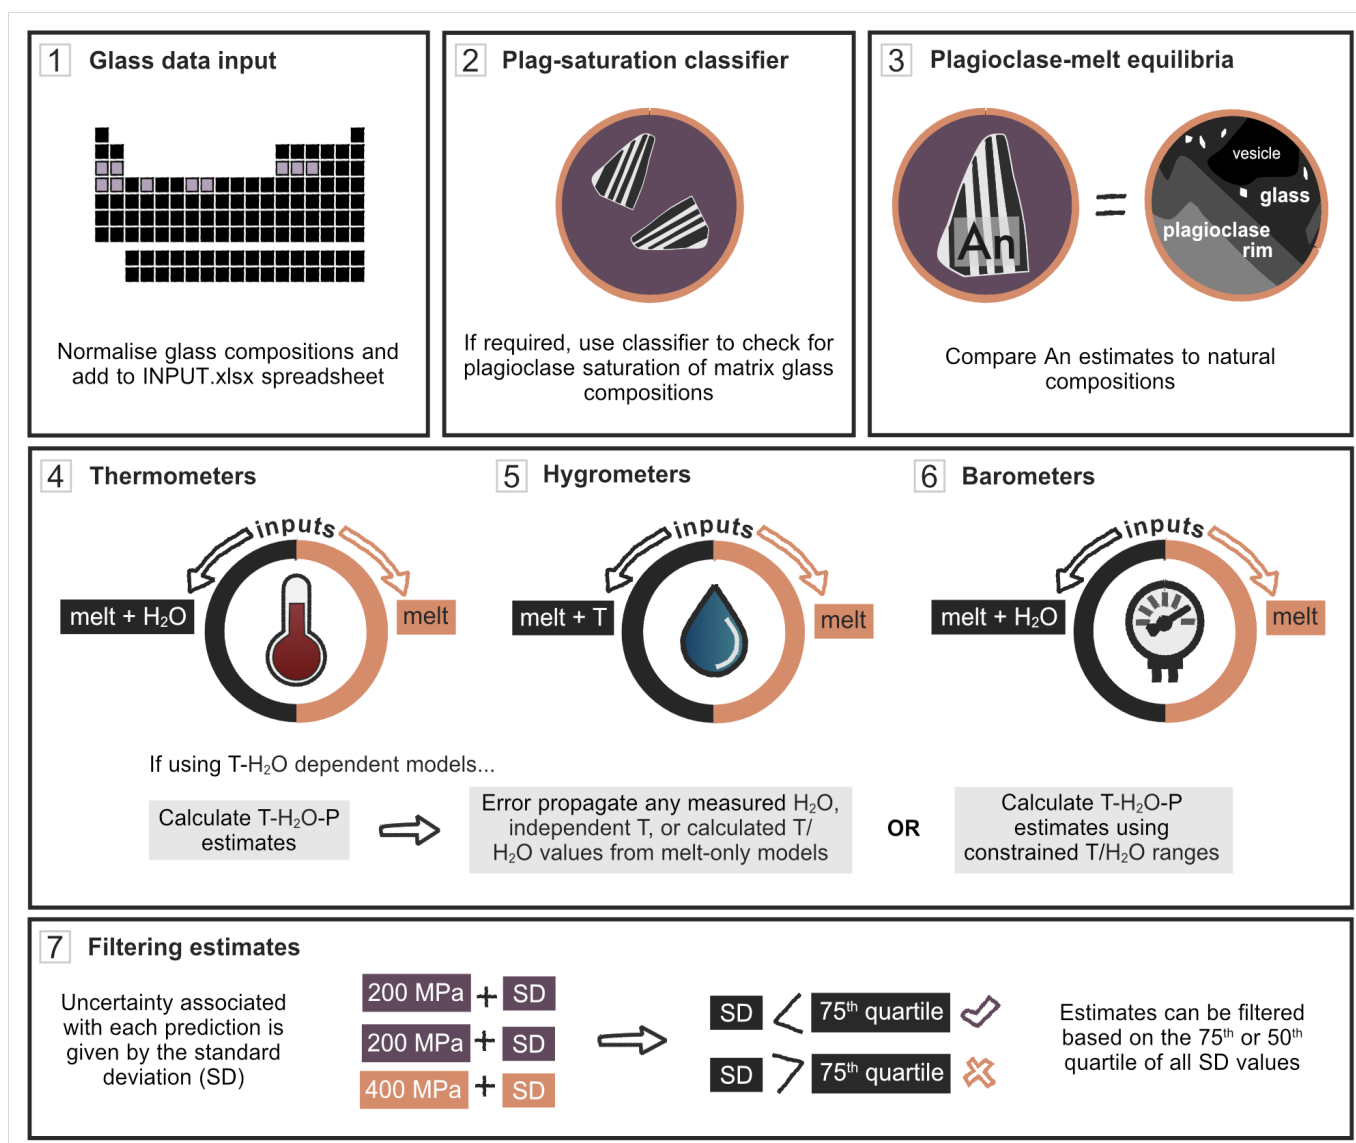 1 Glass data input
Normalise glass compositions and
add to INPUT.xlsx spreadsheet
2 Plag-saturation classifier
If required, use classifier to check for
plagioclase saturation of matrix glass
compositions
3 Plagioclase-melt equilibria
An
=
vesicle
glass
plagioclase
rim
Compare An estimates to natural
compositions
4 Thermometers
inputs
melt + H₂O
melt
5 Hygrometers
inputs
melt + T
melt
6 Barometers
inputs
melt + H₂O
melt
If using T-H₂O dependent models...
Calculate T-H₂O-P
estimates
Error propagate any measured H₂O,
independent T, or calculated T/
H₂O values from melt-only models
OR
Calculate T-H₂O-P
estimates using
constrained T/H₂O ranges
7 Filtering estimates
Uncertainty associated
with each prediction is
given by the standard
deviation (SD)
200 MPa + SD
200 MPa + SD
400 MPa + SD
SD < 75th quartile
SD > 75th quartile
Estimates can be filtered
based on the 75th or 50th
quartile of all SD values